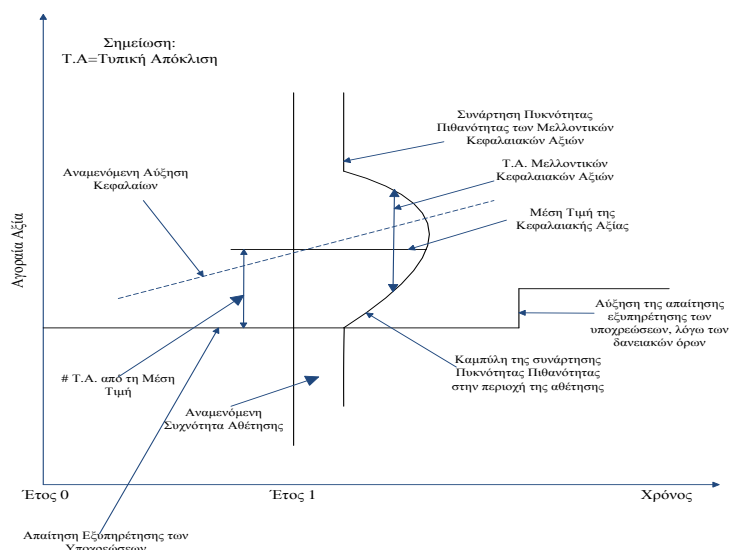 Σημείωση:
Τ.Α=Τυπική Απόκλιση
Συνάρτηση Πυκνότητας
Πιθανότητας των Μελλοντικών
Κεφαλαιακών Αξιών
Τ.Α. Μελλοντικών
Κεφαλαιακών Αξιών
Αναμενόμενη Αύξηση
Κεφαλαίων
Μέση Τιμή της
Κεφαλαιακής Αξίας
Αγοραία Αξία
Αύξηση της απαίτησης
εξυπηρέτησης των
υποχρεώσεων, λόγω των
δανειακών όρων
Καμπύλη της συνάρτησης
Πυκνότητας Πιθανότητας
στην περιοχή της αθέτησης
# Τ.Α. από τη Μέση
Τιμή
Αναμενόμενη
Συχνότητα Αθέτησης
Έτος 0
Έτος 1
Χρόνος
Απαίτηση Εξυπηρέτησης των
Υποχρεώσεων